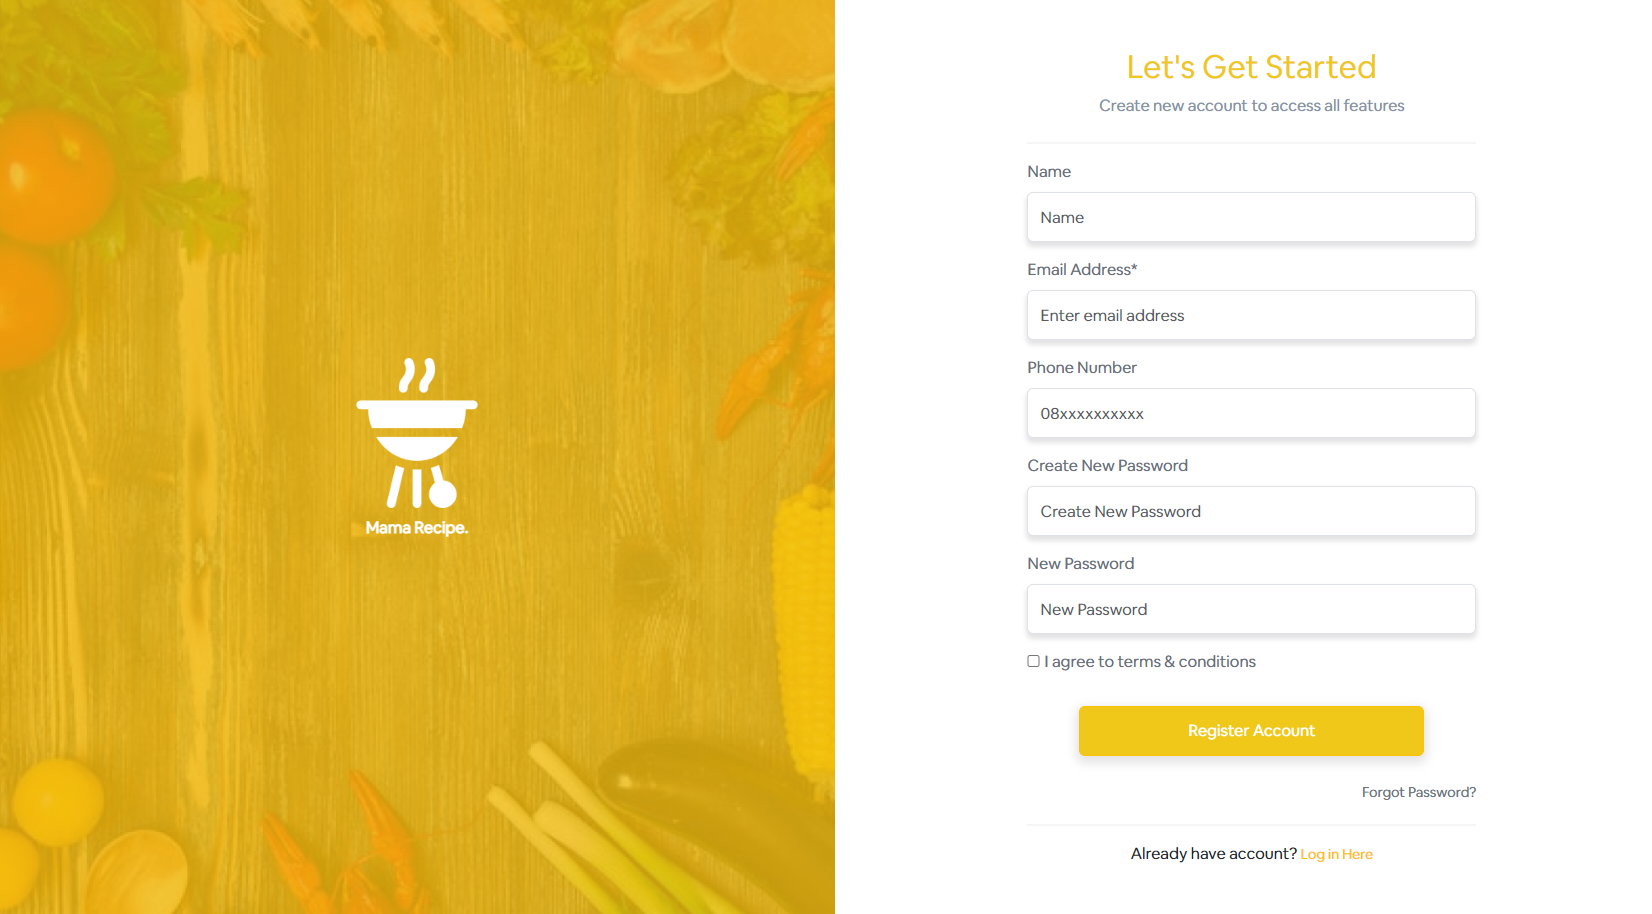 Mama Recipe.
Let's Get Started
Create new account to access all features
Name
Name
Email Address*
Enter email address
Phone Number
08xxxxxxxxxx
Create New Password
Create New Password
New Password
New Password
I agree to terms & conditions
Register Account
Forgot Password?
Already have account? Log in Here